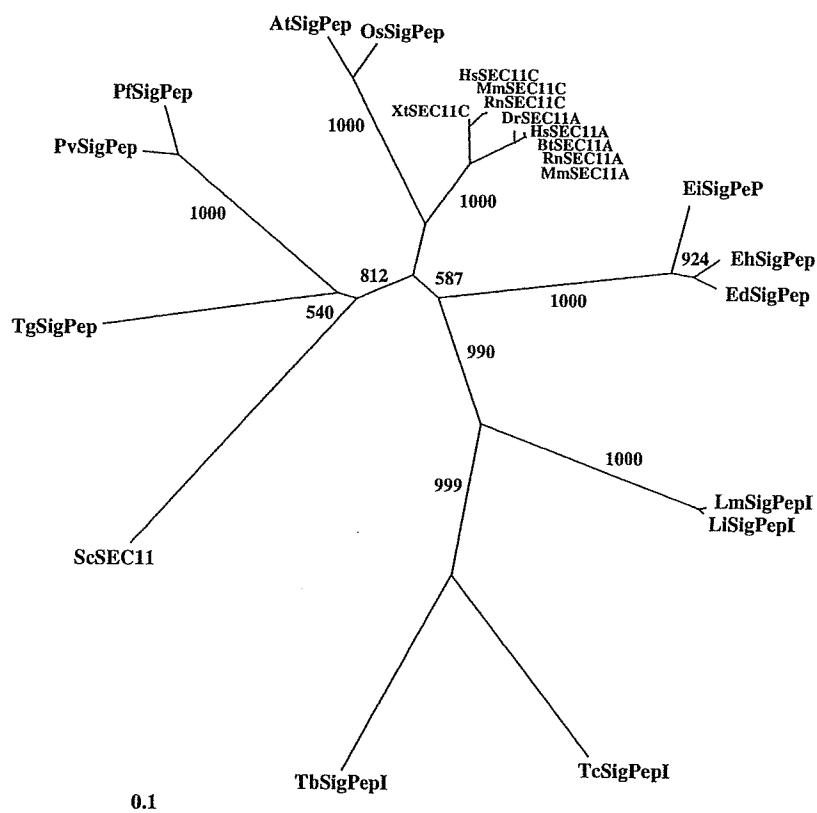 AtSigPep
OsSigPep
HsSEC11C
MmSEC11C
RnSEC11C
XtSEC11C
DrSEC11A
HsSEC11A
BtSEC11A
RnSEC11A
MmSEC11A
PfSigPep
PvSigPep
1000
1000
1000
EiSigPeP
924
EhSigPep
EdSigPep
812
587
1000
TgSigPep
540
990
1000
999
LmSigPepI
LiSigPepI
ScSEC11
TbSigPepI
TcSigPepI
0.1